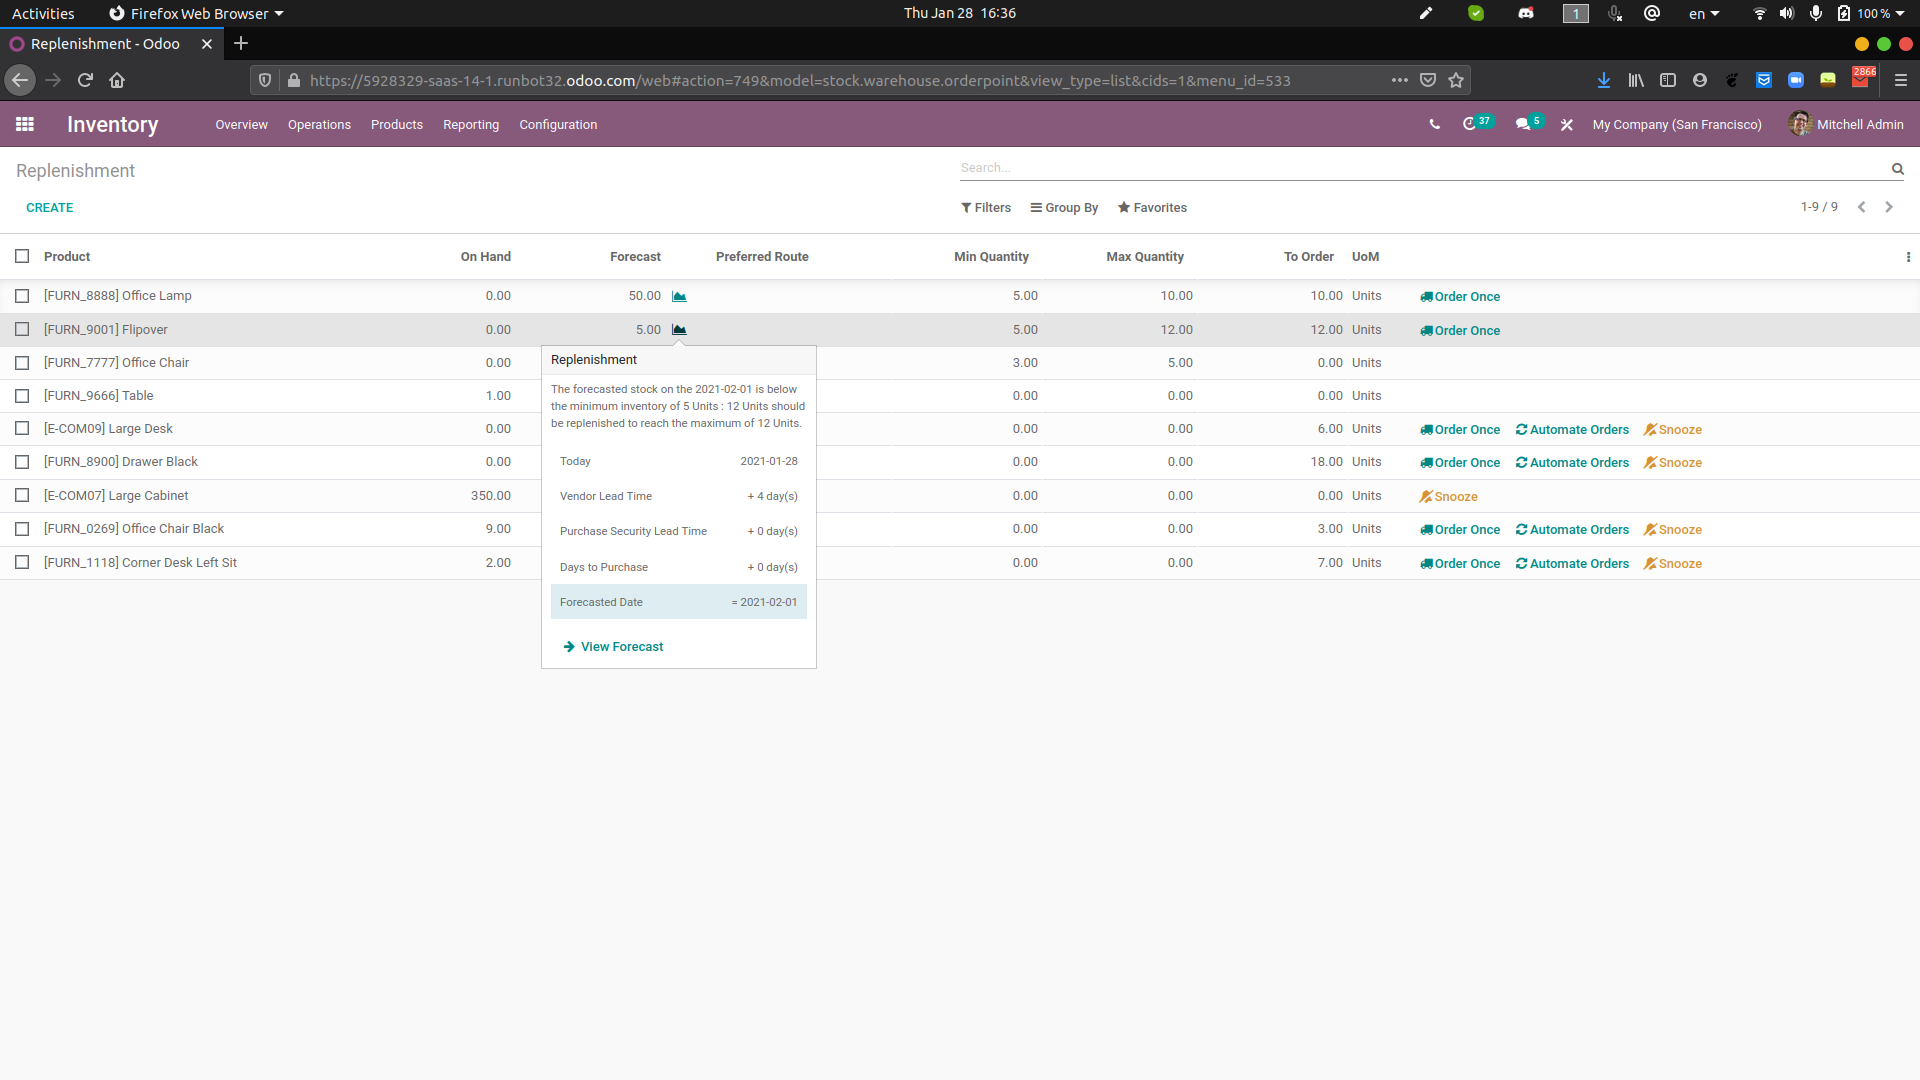 Activities Firefox Web Browser Thu Jan 28 16:36 1 en 100 %
Replenishment - Odoo
https://5928329-saas-14-1.runbot32.odoo.com/web#action=749&model=stock.warehouse.orderpoint&view_type=list&cids=1&menu_id=533 2866
Inventory Overview Operations Products Reporting Configuration 37 5 My Company (San Francisco) Mitchell Admin
Replenishment Search...
CREATE Filters Group By Favorites 1-9 / 9
Product On Hand Forecast Preferred Route Min Quantity Max Quantity To Order UoM
[FURN_8888] Office Lamp 0.00 50.00 5.00 10.00 10.00 Units Order Once
[FURN_9001] Flipover 0.00 5.00 5.00 12.00 12.00 Units Order Once
[FURN_7777] Office Chair 0.00 3.00 5.00 0.00 Units
[FURN_9666] Table 1.00 0.00 0.00 0.00 Units
[E-COM09] Large Desk 0.00 0.00 0.00 6.00 Units Order Once Automate Orders Snooze
[FURN_8900] Drawer Black 0.00 0.00 0.00 18.00 Units Order Once Automate Orders Snooze
[E-COM07] Large Cabinet 350.00 0.00 0.00 0.00 Units Snooze
[FURN_0269] Office Chair Black 9.00 0.00 0.00 3.00 Units Order Once Automate Orders Snooze
[FURN_1118] Corner Desk Left Sit 2.00 0.00 0.00 7.00 Units Order Once Automate Orders Snooze
Replenishment
The forecasted stock on the 2021-02-01 is below
the minimum inventory of 5 Units : 12 Units should
be replenished to reach the maximum of 12 Units.
Today 2021-01-28
Vendor Lead Time + 4 day(s)
Purchase Security Lead Time + 0 day(s)
Days to Purchase + 0 day(s)
Forecasted Date = 2021-02-01
View Forecast